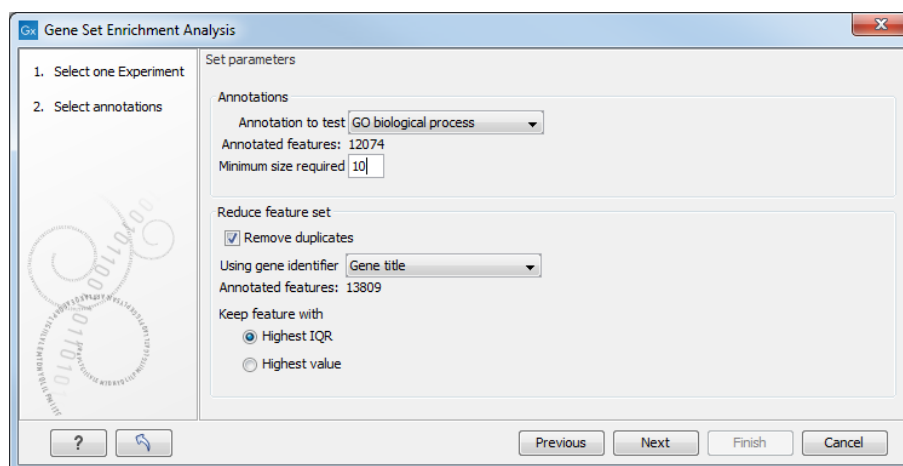 Gx Gene Set Enrichment Analysis
1. Select one Experiment
2. Select annotations
Set parameters
Annotations
Annotation to test GO biological process
Annotated features: 12074
Minimum size required 10
Reduce feature set
Remove duplicates
Using gene identifier Gene title
Annotated features: 13809
Keep feature with
Highest IQR
Highest value
? Previous Next Finish Cancel